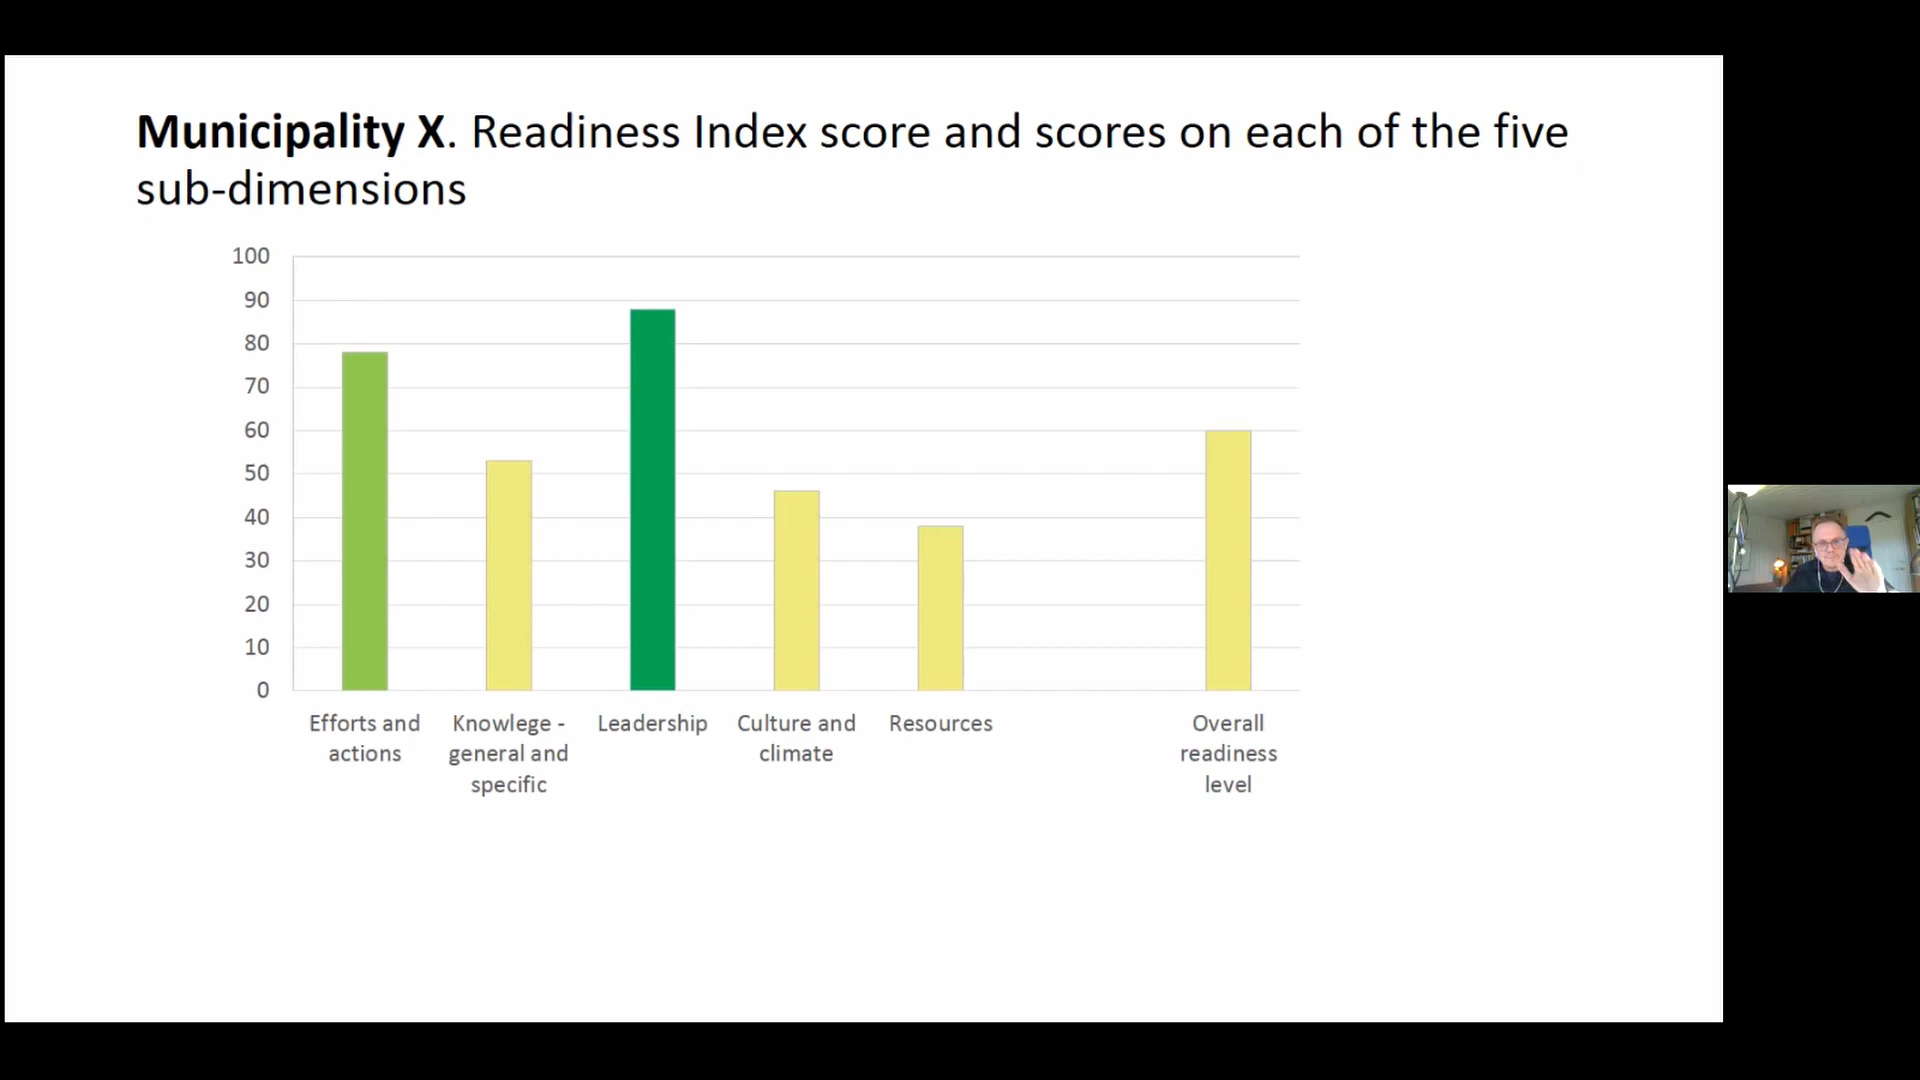 Municipality X. Readiness Index score and scores on each of the five
sub-dimensions
100
90
80
70
60
50
40
30
20
10
0
Efforts and
actions
Knowlege -
general and
specific
Leadership
Culture and
climate
Resources
Overall
readiness
level